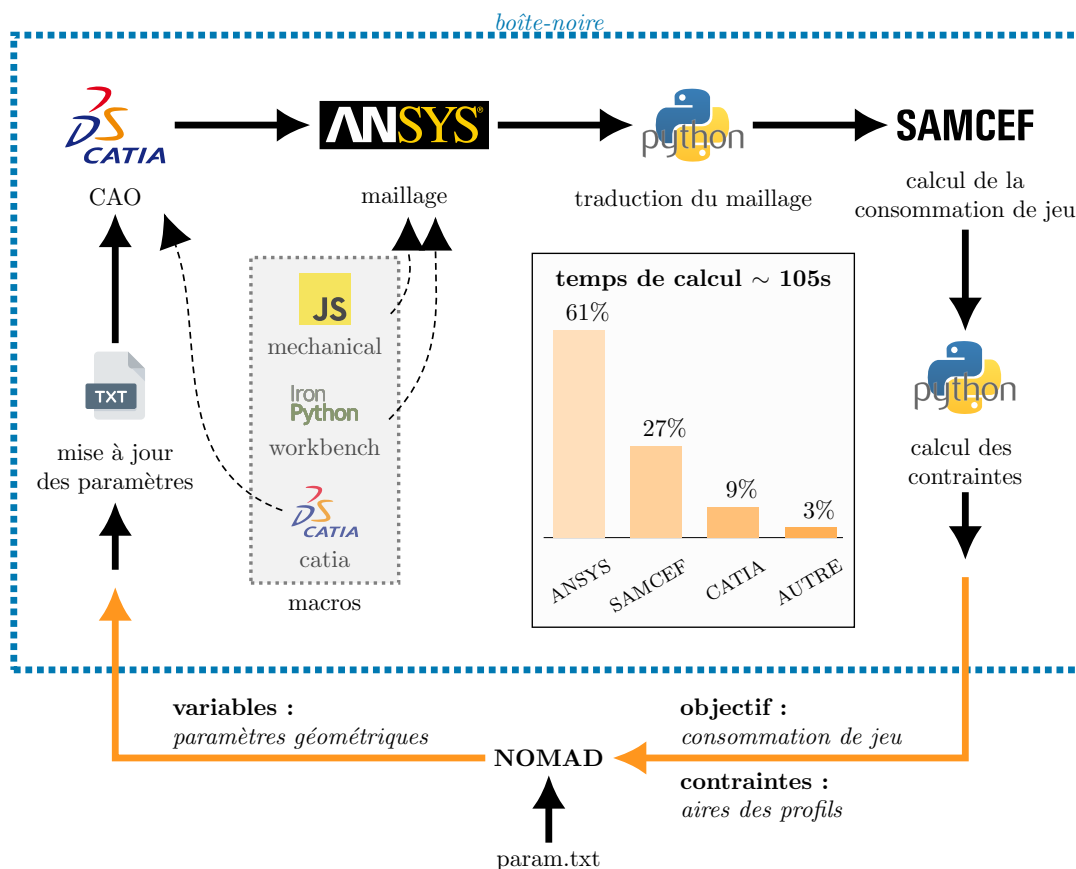 boîte-noire
CATIA
ANSYS®
python
SAMCEF
CAO
maillage
traduction du maillage
calcul de la
consommation de jeu
JS
mechanical
Iron
Python
workbench
CATIA
catia
macros
TXT
mise à jour
des paramètres
temps de calcul ∼ 105s
61%
27%
9%
3%
ANSYS
SAMCEF
CATIA
AUTRE
python
calcul des
contraintes
variables :
paramètres géométriques
NOMAD
objectif :
consommation de jeu
contraintes :
aires des profils
param.txt